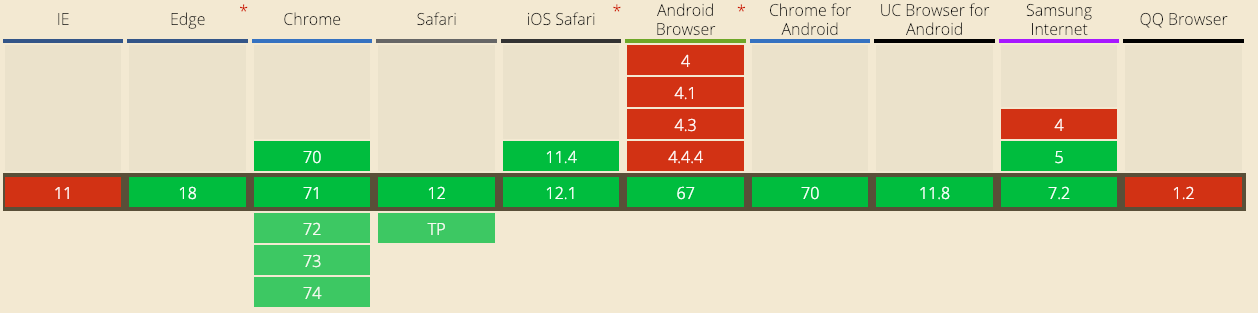 IE Edge * Chrome Safari iOS Safari * Android Browser * Chrome for Android UC Browser for Android Samsung Internet QQ Browser
4
4.1
4.3 4
70 11.4 4.4.4 5
11 18 71 12 12.1 67 70 11.8 7.2 1.2
72 TP
73
74